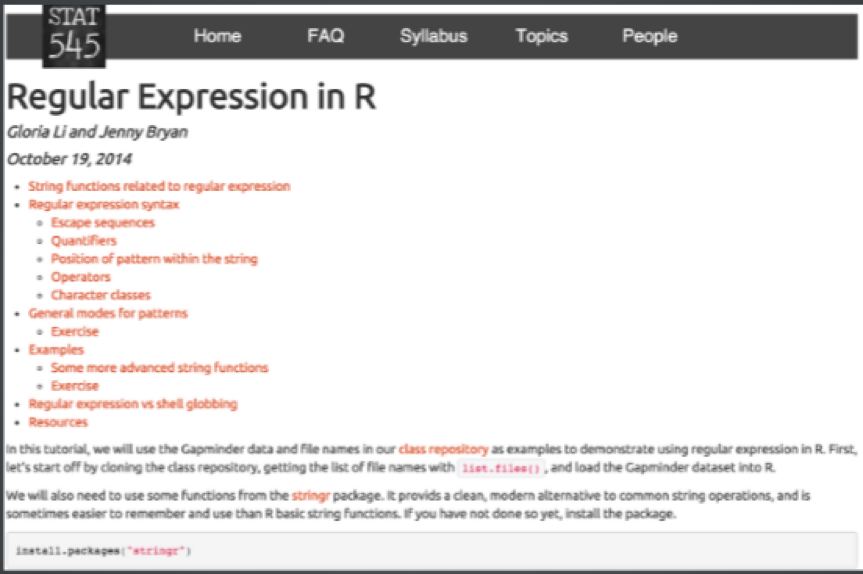 STAT
545
Home FAQ Syllabus Topics People
Regular Expression in R
Gloria Li and Jenny Bryan
October 19, 2014
String functions related to regular expression
Regular expression syntax
Escape sequences
Quantifiers
Position of pattern within the string
Operators
Character classes
General modes for patterns
Exercise
Examples
Some more advanced string functions
Exercise
Regular expression vs shell globbing
Resources
In this tutorial, we will use the Gapminder data and file names in our class repository as examples to demonstrate using regular expression in R. First,
let's start off by cloning the class repository, getting the list of file names with list.files() , and load the Gapminder dataset into R.
We will also need to use some functions from the stringr package. It provids a clean, modern alternative to common string operations, and is
sometimes easier to remember and use than R basic string functions. If you have not done so yet, install the package.
install.packages("stringr")